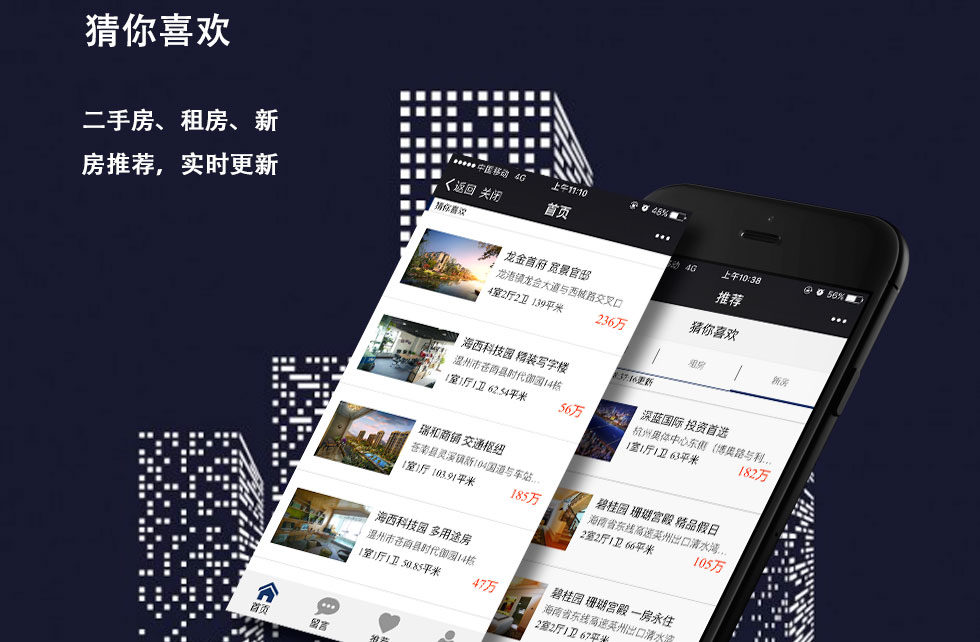 猜你喜欢
二手房、租房、新
房推荐，实时更新
中国移动 4G 上午11:10 46%
返回 关闭 首页
猜你喜欢
龙金首府 宽景官邸
龙港镇龙金大道与西城路交叉口
4室2厅2卫 139平米
236万
海西科技园 精装写字楼
温州市苍南县时代御园14栋
1室1厅1卫 62.54平米
56万
瑞和商铺 交通枢纽
苍南县灵溪镇新104国道与车站...
1室1厅 103.91平米
185万
海西科技园 多用途房
温州市苍南县时代御园14栋
1室1厅1卫 50.85平米
47万
首页 留言 推荐
动 4G 上午10:38 56%
推荐
猜你喜欢
租房 新房
:37:16更新
深蓝国际 投资首选
杭州奥体中心东侧（博奥路与利...
1室1厅1卫 63平米
182万
碧桂园 珊瑚宫殿 精品假日
海南省东线高速英州出口清水湾...
2室2厅1卫 66平米
105万
碧桂园 珊瑚宫殿 一房永住
海南省东线高速英州出口清水
2室2厅1卫 67平米